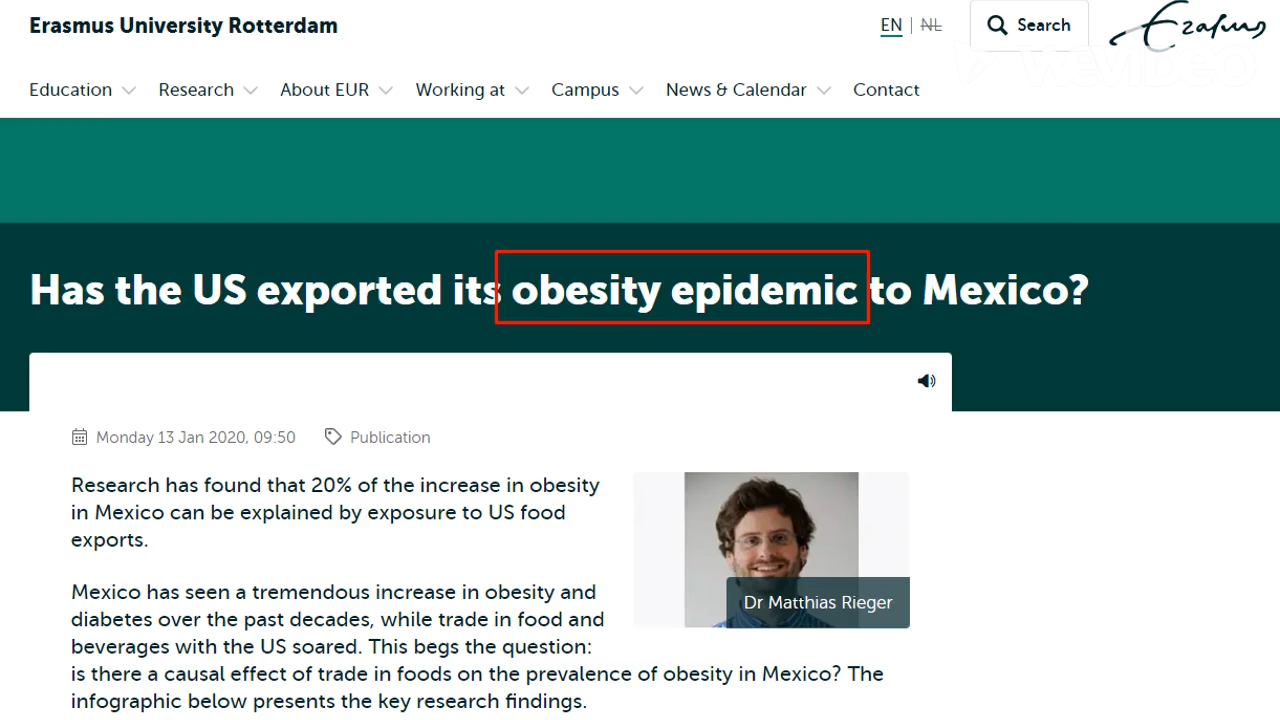 Erasmus University Rotterdam
EN | NL
Search
Erasmus
WEVIDEO
Education
Research
About EUR
Working at
Campus
News & Calendar
Contact
Has the US exported its obesity epidemic to Mexico?
Monday 13 Jan 2020, 09:50
Publication
Research has found that 20% of the increase in obesity
in Mexico can be explained by exposure to US food
exports.
Dr Matthias Rieger
Mexico has seen a tremendous increase in obesity and
diabetes over the past decades, while trade in food and
beverages with the US soared. This begs the question:
is there a causal effect of trade in foods on the prevalence of obesity in Mexico? The
infographic below presents the key research findings.